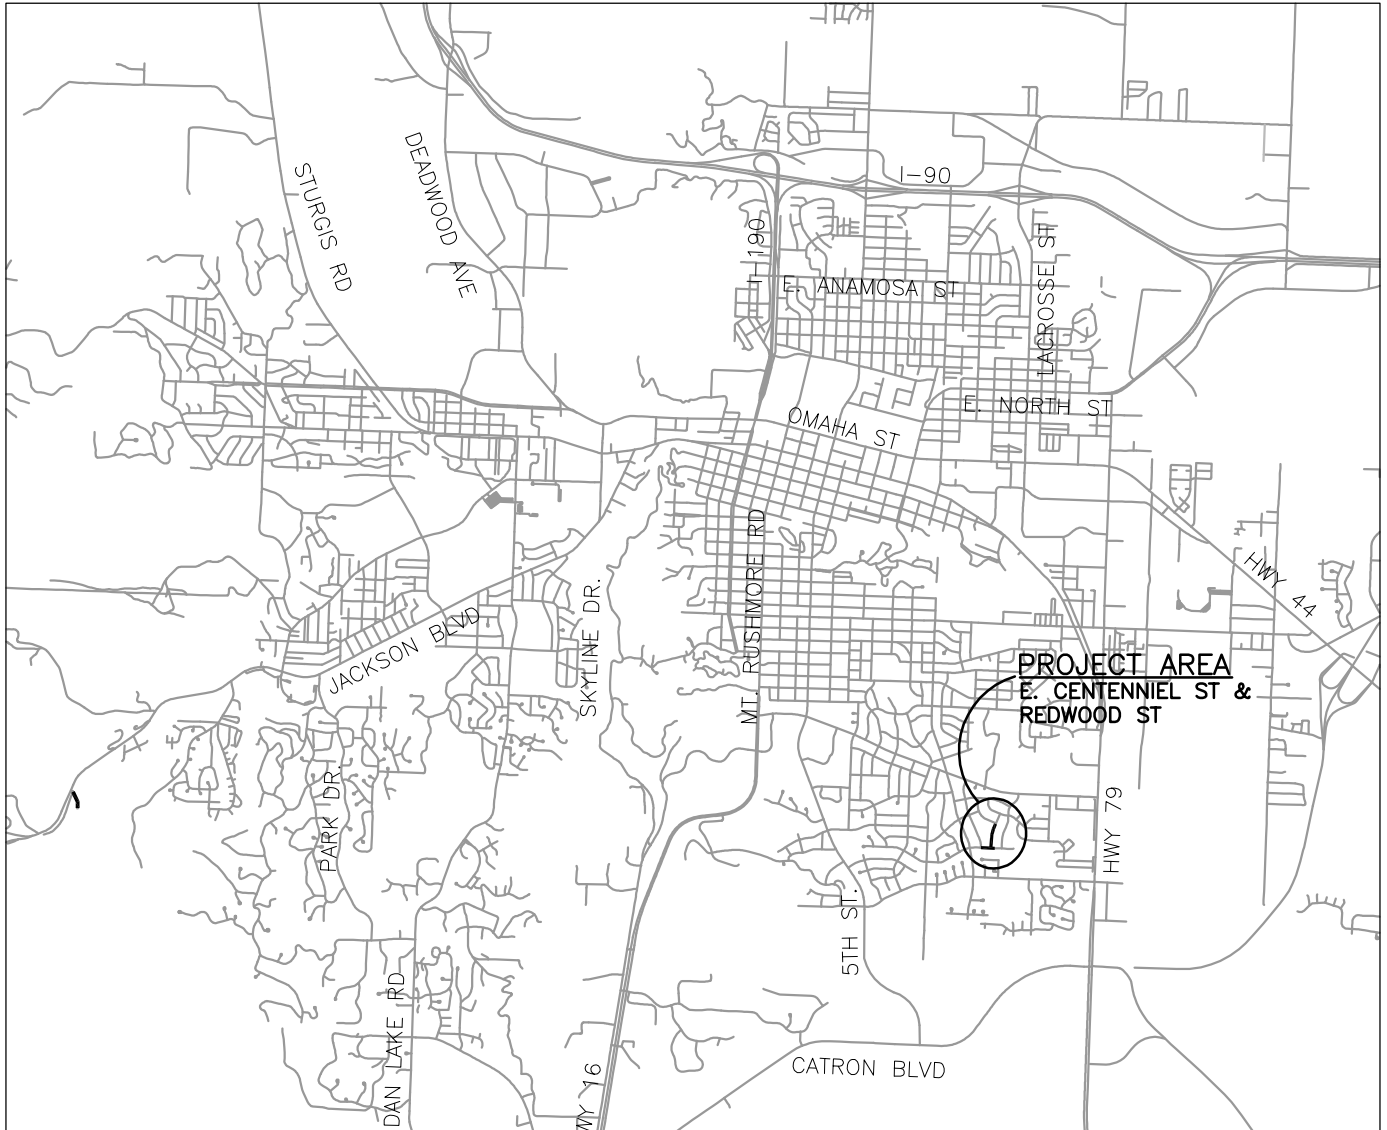 I-90
DEADWOOD AVE
STURGIS RD
I-190
LACROSSE ST
E. ANAMOSA ST
E. NORTH ST
OMAHA ST
HWY 44
MT. RUSHMORE RD
SKYLINE DR.
JACKSON BLVD
PROJECT AREA
E. CENTENNIEL ST &
REDWOOD ST
PARK DR.
HWY 79
1
5TH ST.
DAN LAKE RD
WY 16
CATRON BLVD